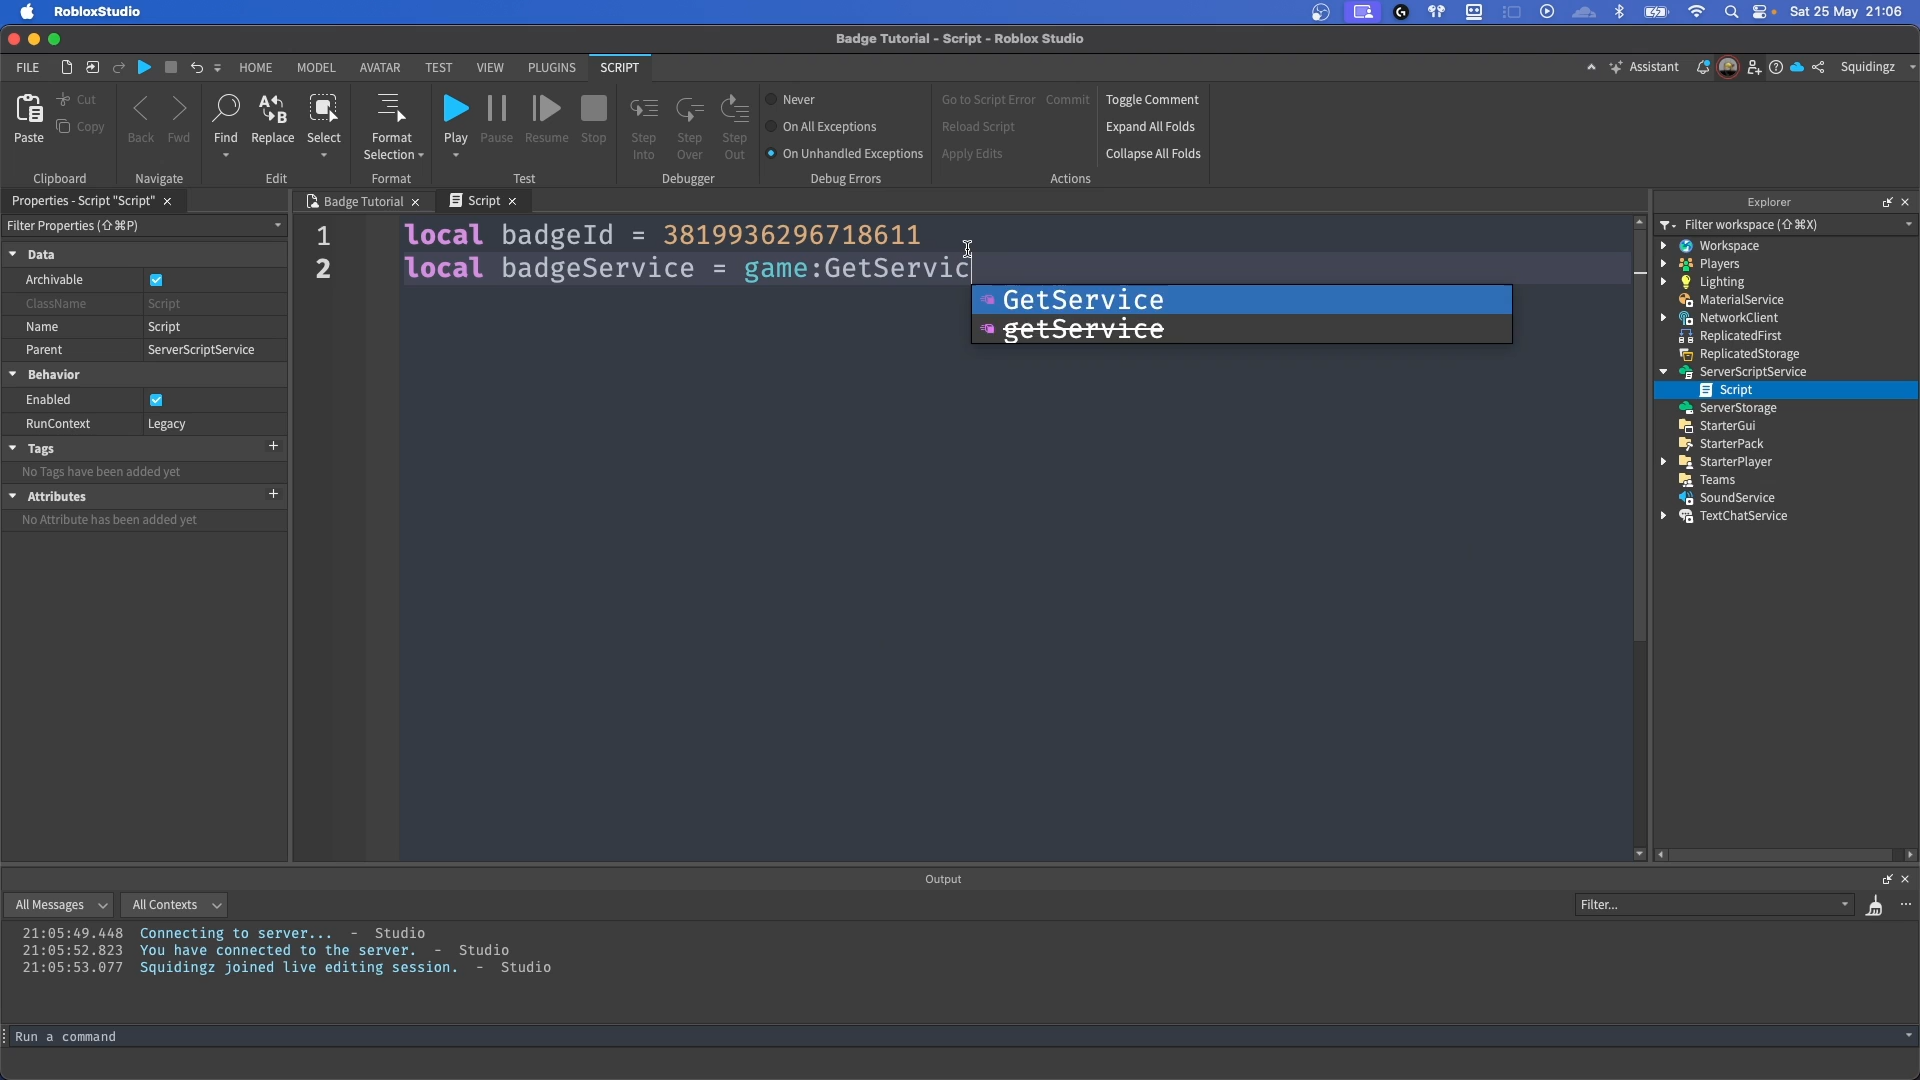 RobloxStudio
Sat 25 May 21:06
Badge Tutorial - Script - Roblox Studio
FILE HOME MODEL AVATAR TEST VIEW PLUGINS SCRIPT Assistant Squidingz
Paste Cut Copy
Back Fwd
Find Replace Select
Format Selection
Play Pause Resume Stop
Step Into Step Over Step Out
Never
On All Exceptions
On Unhandled Exceptions
Go to Script Error Commit
Reload Script
Apply Edits
Toggle Comment
Expand All Folds
Collapse All Folds
Clipboard Navigate Edit Format Test Debugger Debug Errors Actions
Properties - Script "Script"
Filter Properties (⇧⌘P)
Data
Archivable
ClassName Script
Name Script
Parent ServerScriptService
Behavior
Enabled
RunContext Legacy
Tags +
No Tags have been added yet
Attributes +
No Attribute has been added yet
Badge Tutorial Script
1 local badgeId = 3819936296718611
2 local badgeService = game:GetServic
GetService
getService
Explorer
Filter workspace (⇧⌘X)
Workspace
Players
Lighting
MaterialService
NetworkClient
ReplicatedFirst
ReplicatedStorage
ServerScriptService
Script
ServerStorage
StarterGui
StarterPack
StarterPlayer
Teams
SoundService
TextChatService
Output
All Messages All Contexts Filter...
21:05:49.448 Connecting to server... - Studio
21:05:52.823 You have connected to the server. - Studio
21:05:53.077 Squidingz joined live editing session. - Studio
Run a command